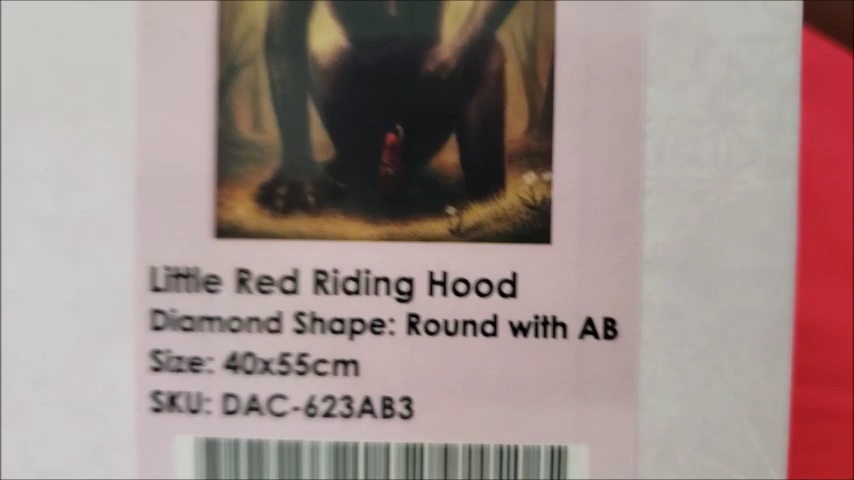 Little Red Riding Hood
Diamond Shape: Round with AB
Size: 40x55cm
SKU: DAC-623AB3